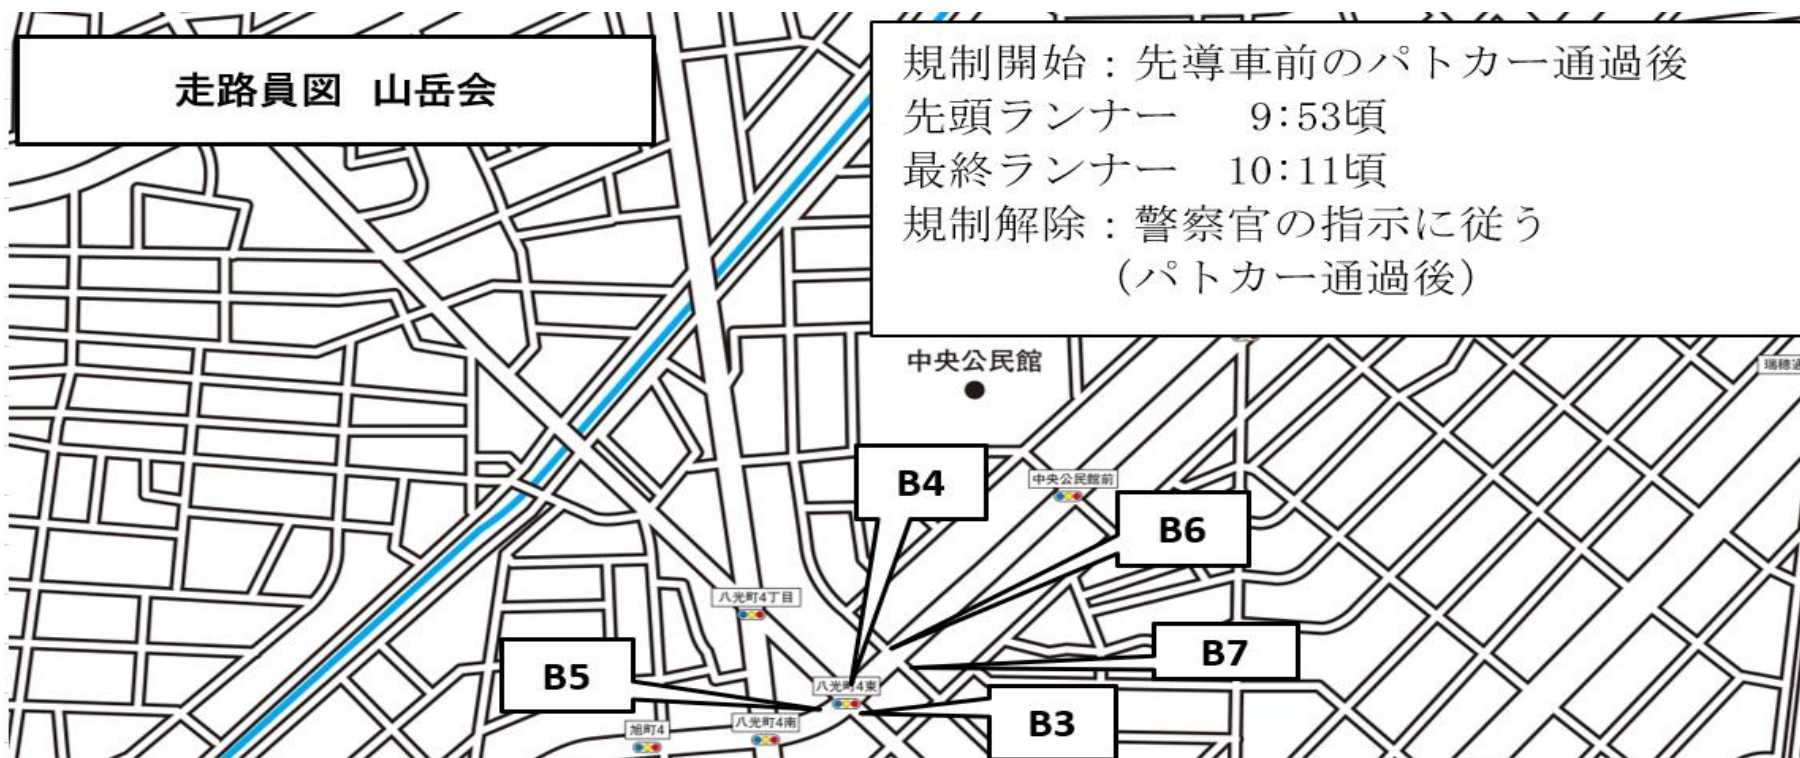 走路員図 山岳会
規制開始：先導車前のパトカー通過後
先頭ランナー 9:53頃
最終ランナー 10:11頃
規制解除：警察官の指示に従う
（パトカー通過後）
中央公民館
B4
中央公民館前
B6
八光町4丁目
B5
B7
八光町4東
B3
旭町4
八光町4南